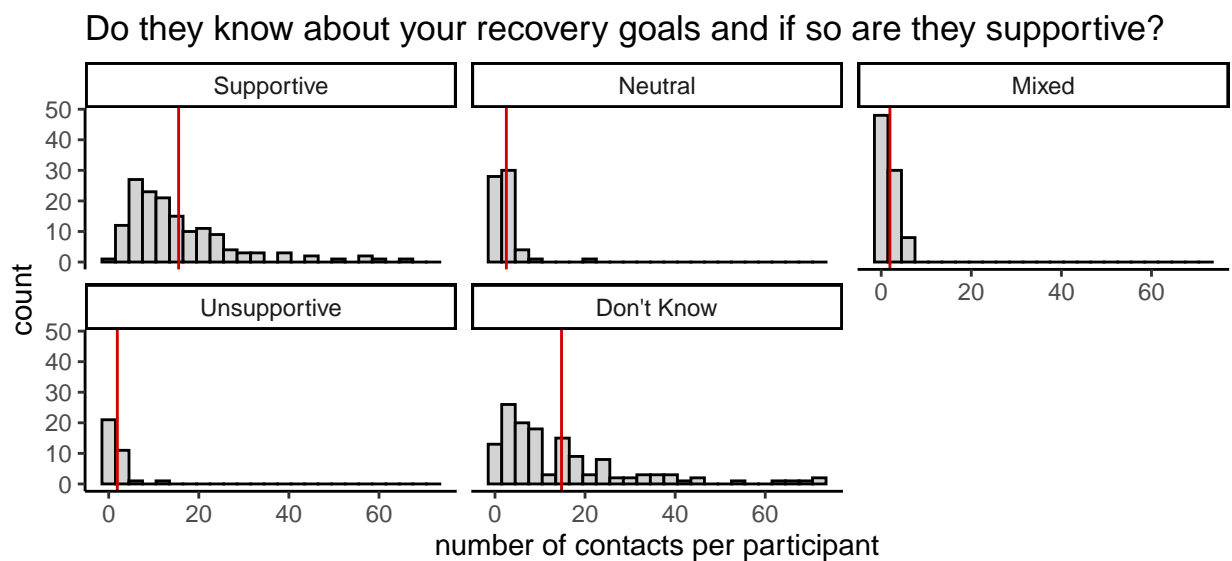 Do they know about your recovery goals and if so are they supportive?
Supportive
Neutral
Mixed
50
40
30
20
10
0
0 20 40 60
Unsupportive
Don't Know
50
40
30
20
10
0
0 20 40 60
0 20 40 60
count
number of contacts per participant